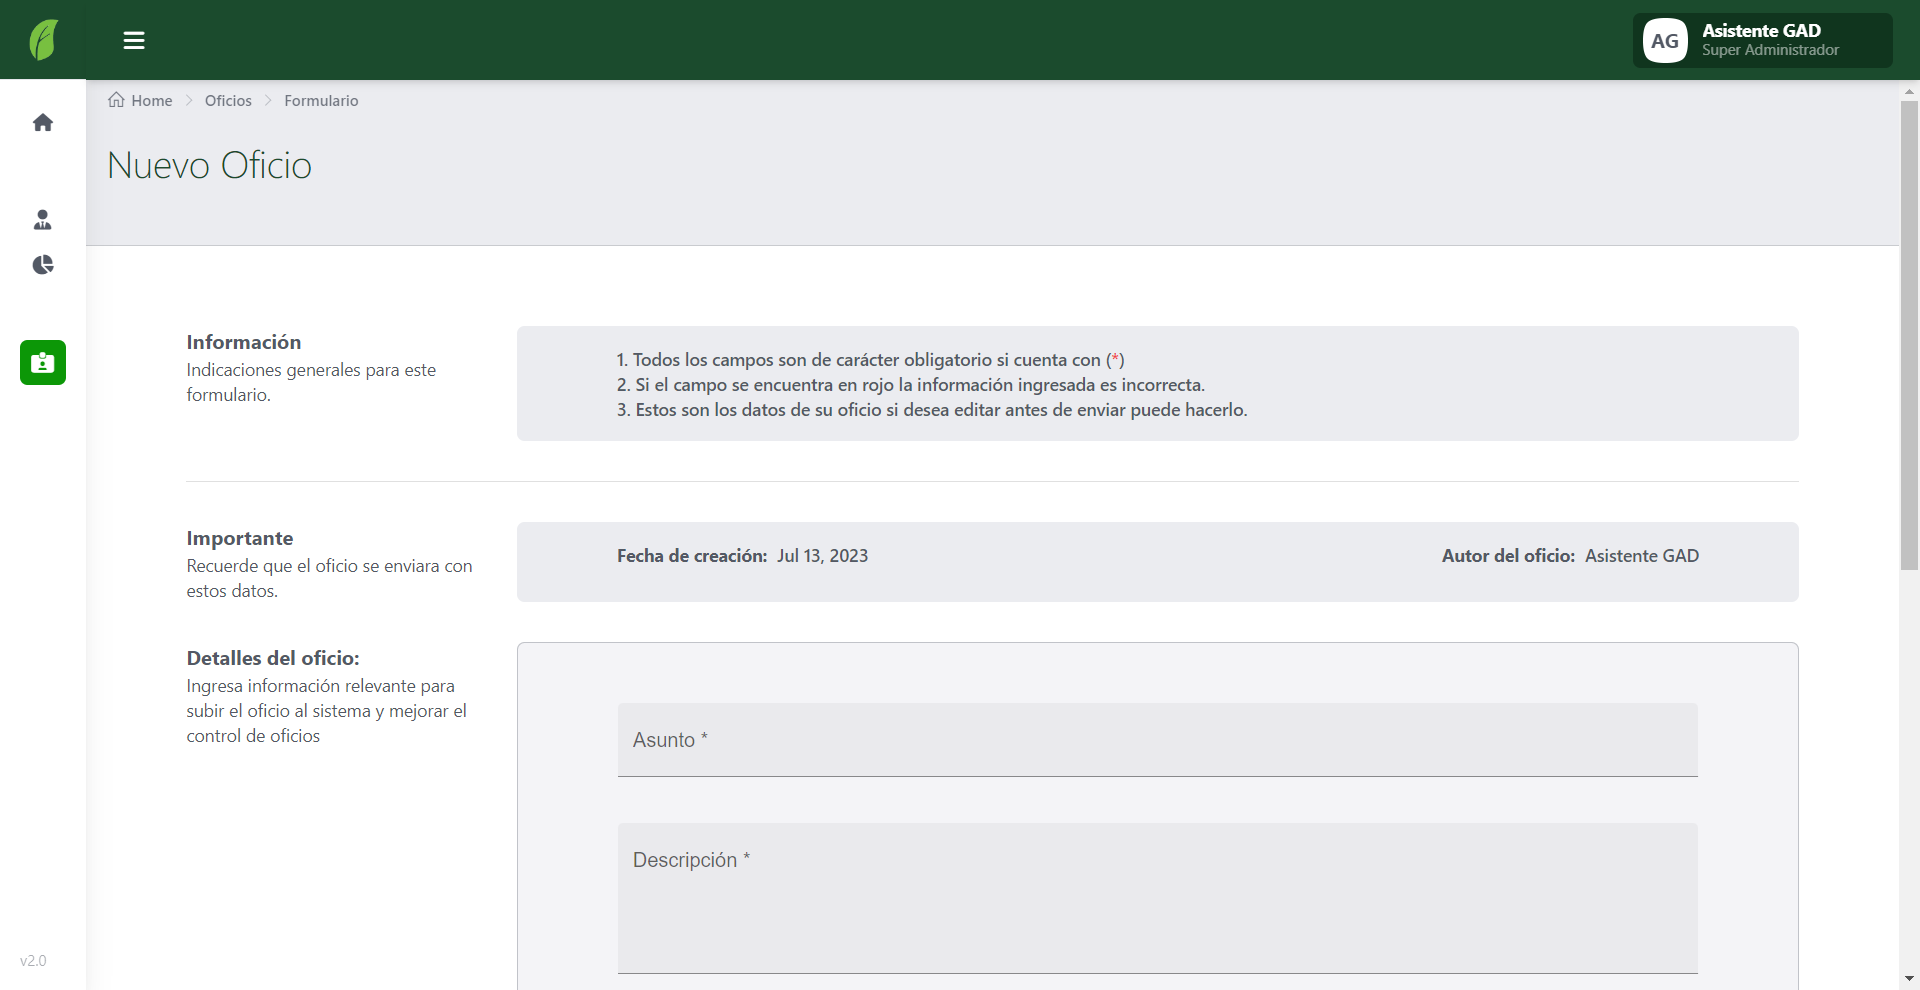 AG
Asistente GAD
Super Administrador
Home
Oficios
Formulario
Nuevo Oficio
Información
Indicaciones generales para este
formulario.
1. Todos los campos son de carácter obligatorio si cuenta con (*)
2. Si el campo se encuentra en rojo la información ingresada es incorrecta.
3. Estos son los datos de su oficio si desea editar antes de enviar puede hacerlo.
Importante
Recuerde que el oficio se enviara con
estos datos.
Fecha de creación: Jul 13, 2023
Autor del oficio: Asistente GAD
Detalles del oficio:
Ingresa información relevante para
subir el oficio al sistema y mejorar el
control de oficios
Asunto *
Descripción *
v2.0